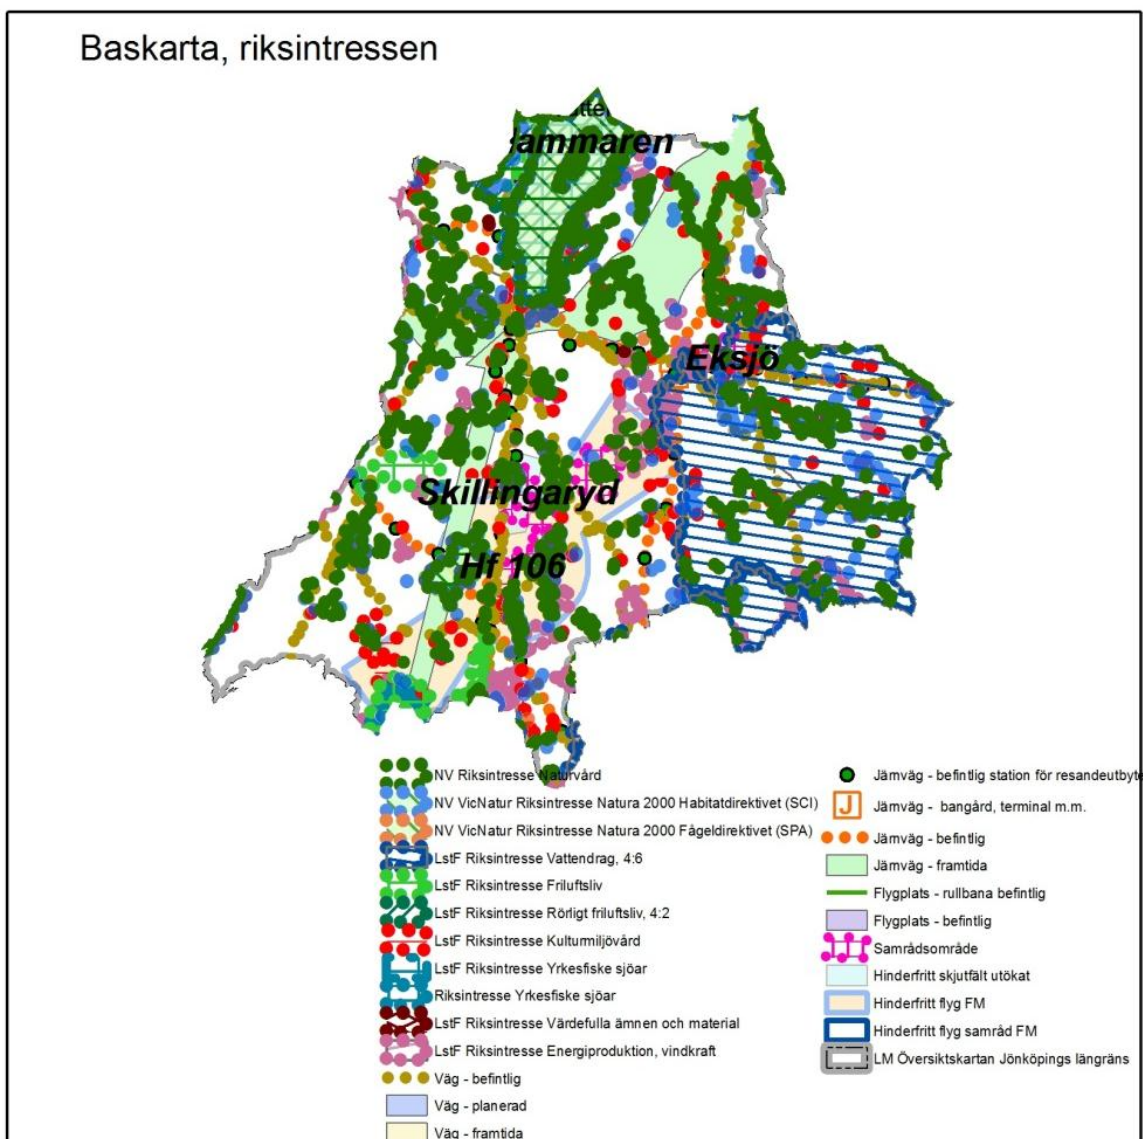 Baskarta, riksintressen
Hammaren
Eksjö
Skillingaryd
Hf 106
NV Riksintresse Naturvård
NV VicNatur Riksintresse Natura 2000 Habitatdirektivet (SCI)
NV VicNatur Riksintresse Natura 2000 Fågeldirektivet (SPA)
LstF Riksintresse Vattendrag, 4:6
LstF Riksintresse Friluftsliv
LstF Riksintresse Rörligt friluftsliv, 4:2
LstF Riksintresse Kulturmiljövård
LstF Riksintresse Yrkesfiske sjöar
Riksintresse Yrkesfiske sjöar
LstF Riksintresse Värdefulla ämnen och material
LstF Riksintresse Energiproduktion, vindkraft
Väg - befintlig
Väg - planerad
Väg - framtida
Järnväg - befintlig station för resandeutbyte
J Järnväg - bangård, terminal m.m.
Järnväg - befintlig
Järnväg - framtida
Flygplats - rullbana befintlig
Flygplats - befintlig
Samrådsområde
Hinderfritt skjutfält utökat
Hinderfritt flyg FM
Hinderfritt flyg samråd FM
LM Översiktskartan Jönköpings längräns